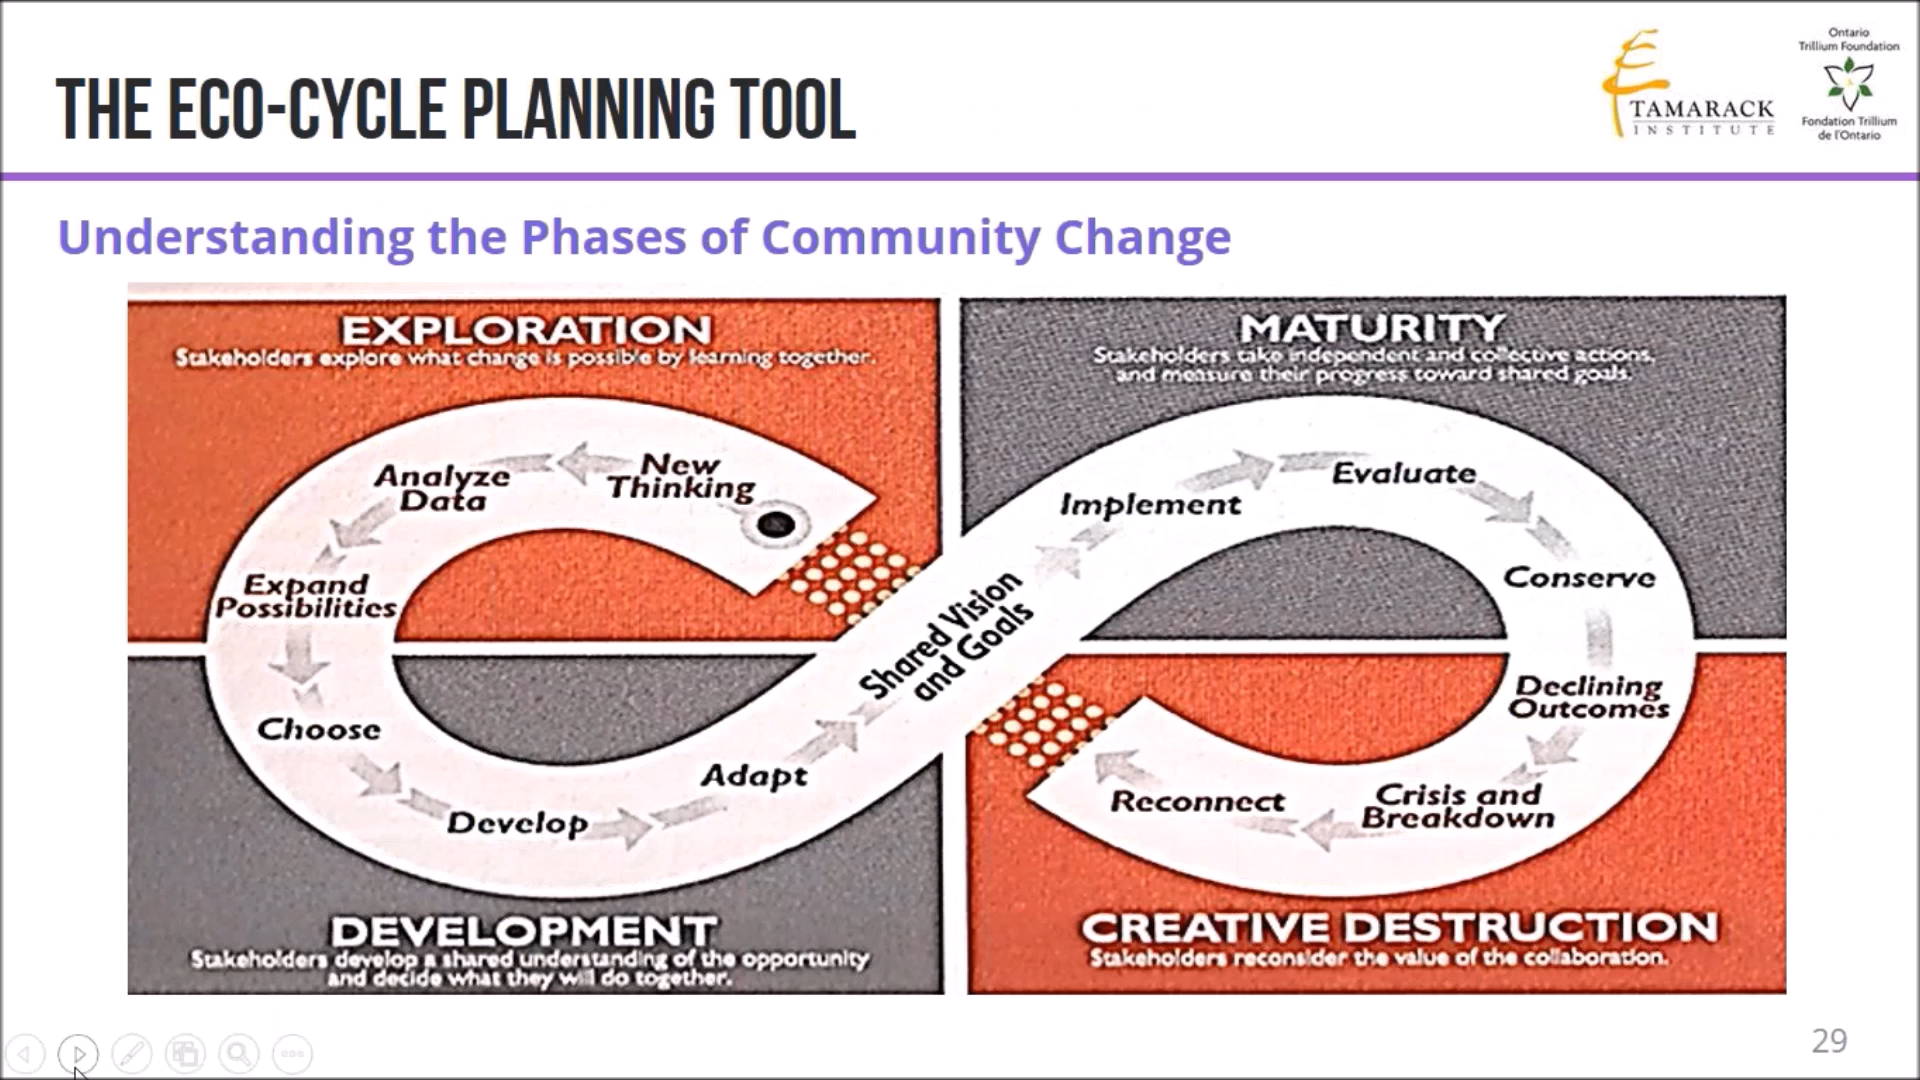 THE ECO-CYCLE PLANNING TOOL
TAMARACK
INSTITUTE
Ontario
Trillium Foundation
Fondation Trillium
de l'Ontario
Understanding the Phases of Community Change
EXPLORATION
Stakeholders explore what change is possible by learning together.
New
Thinking
Analyze
Data
Expand
Possibilities
DEVELOPMENT
Stakeholders develop a shared understanding of the opportunity
and decide what they will do together.
Choose
Develop
Adapt
Shared Vision
and Goals
MATURITY
Stakeholders take independent and collective actions,
and measure their progress toward shared goals.
Implement
Evaluate
Conserve
Declining
Outcomes
Crisis and
Breakdown
Reconnect
CREATIVE DESTRUCTION
Stakeholders reconsider the value of the collaboration.
29